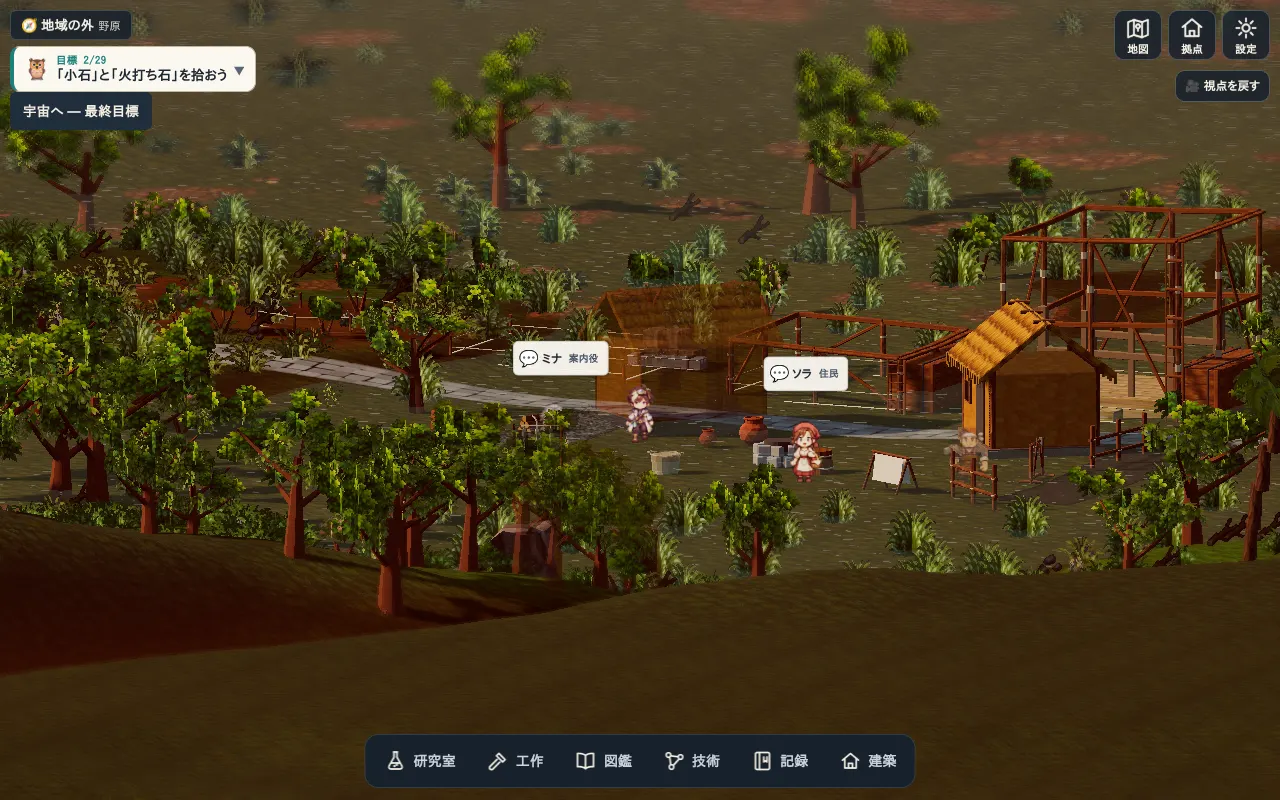 地域の外 野原
目標 2/29
「小石」と「火打ち石」を拾おう ▼
宇宙へ — 最終目標
地図
拠点
設定
視点を戻す
ミナ 案内役
ソラ 住民
研究室
工作
図鑑
技術
記録
建築